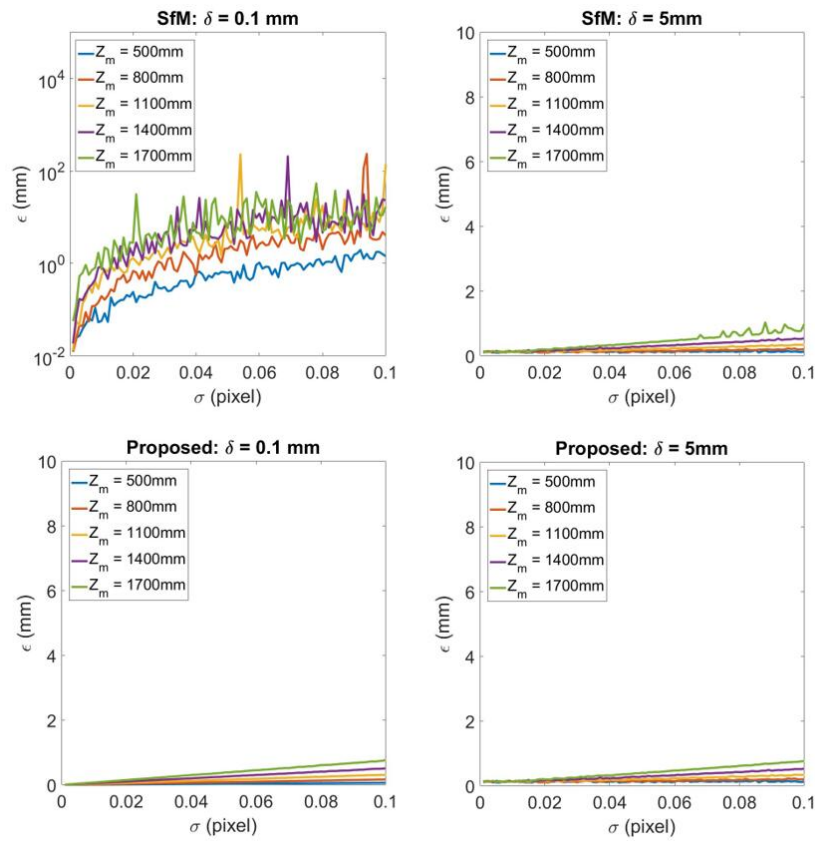 SfM: δ = 0.1 mm
10^4
10^2
10^0
10^-2
ϵ (mm)
Z_m = 500mm
Z_m = 800mm
Z_m = 1100mm
Z_m = 1400mm
Z_m = 1700mm
0 0.02 0.04 0.06 0.08 0.1
σ (pixel)
SfM: δ = 5mm
10
8
6
4
2
0
ϵ (mm)
Z_m = 500mm
Z_m = 800mm
Z_m = 1100mm
Z_m = 1400mm
Z_m = 1700mm
0 0.02 0.04 0.06 0.08 0.1
σ (pixel)
Proposed: δ = 0.1 mm
10
8
6
4
2
0
ϵ (mm)
Z_m = 500mm
Z_m = 800mm
Z_m = 1100mm
Z_m = 1400mm
Z_m = 1700mm
0 0.02 0.04 0.06 0.08 0.1
σ (pixel)
Proposed: δ = 5mm
10
8
6
4
2
0
ϵ (mm)
Z_m = 500mm
Z_m = 800mm
Z_m = 1100mm
Z_m = 1400mm
Z_m = 1700mm
0 0.02 0.04 0.06 0.08 0.1
σ (pixel)